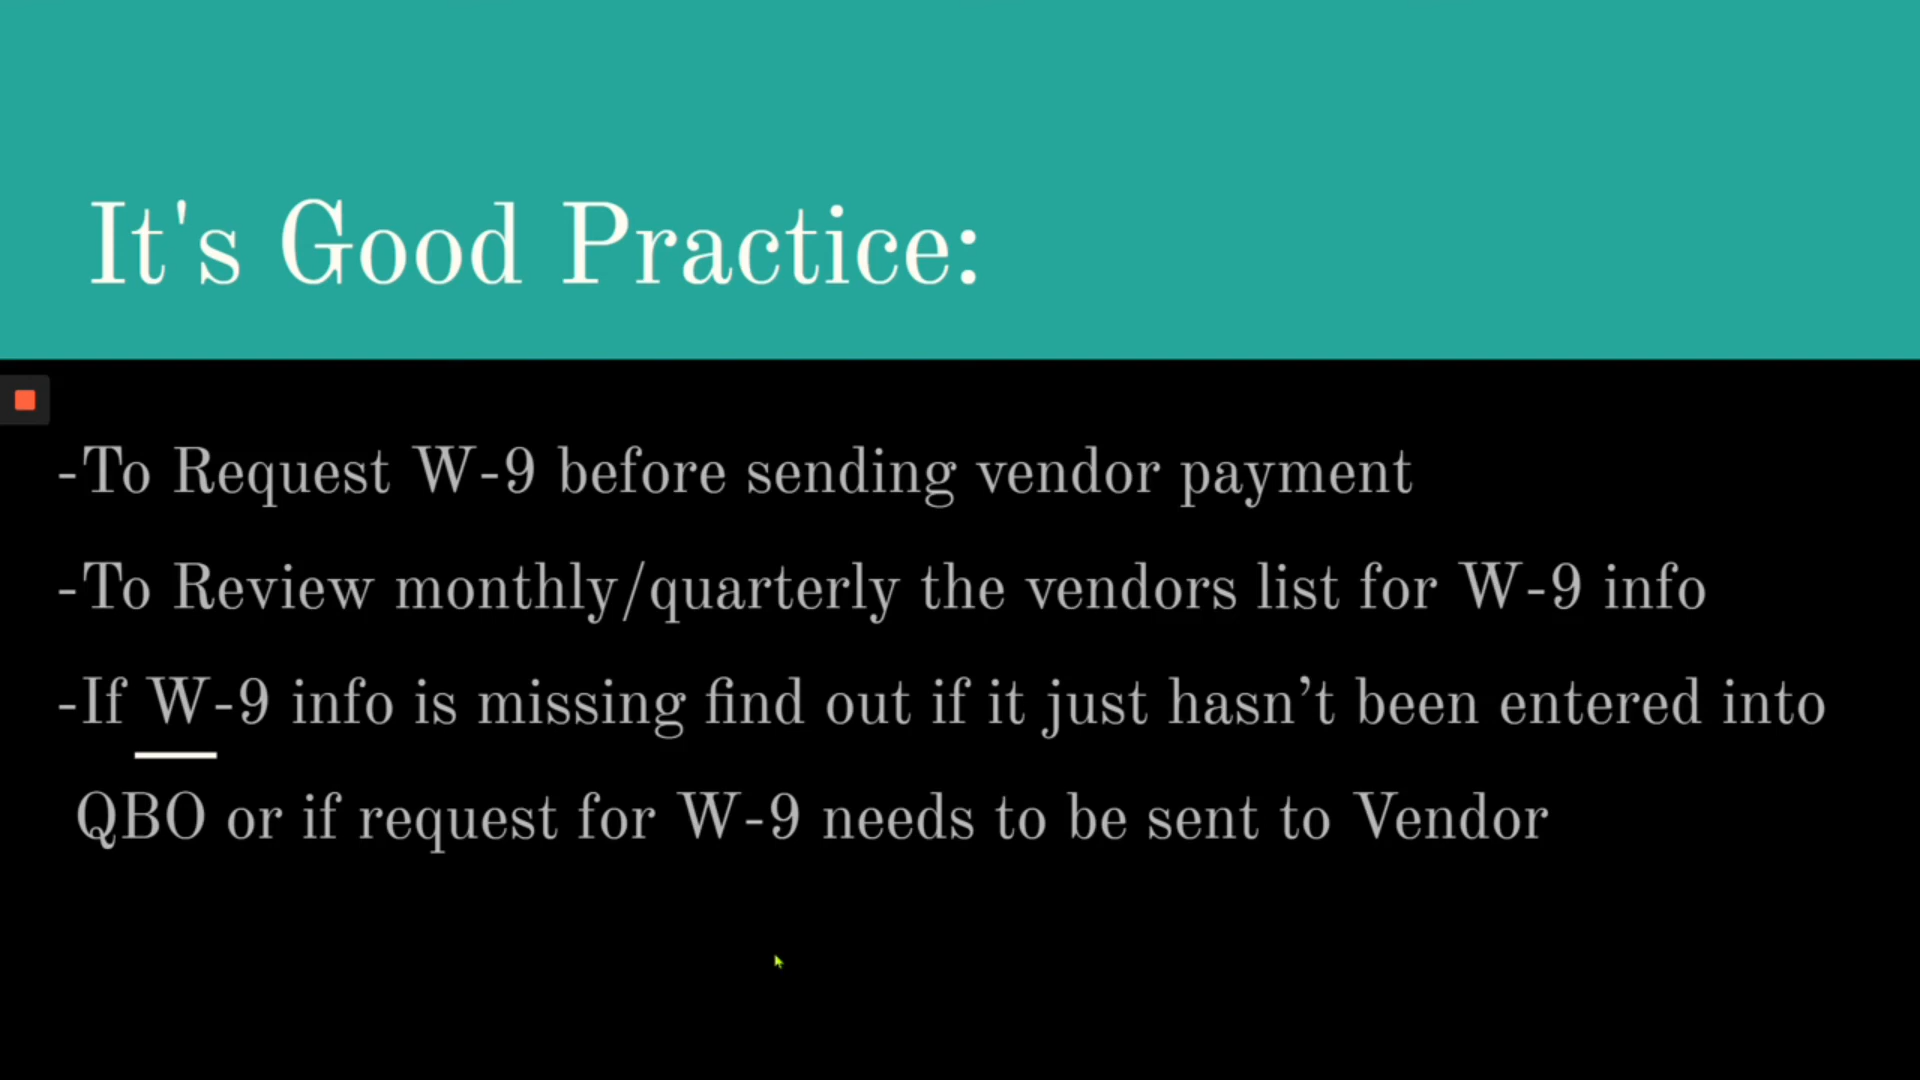 It's Good Practice:
-To Request W-9 before sending vendor payment
-To Review monthly/quarterly the vendors list for W-9 info
-If W-9 info is missing find out if it just hasn’t been entered into
QBO or if request for W-9 needs to be sent to Vendor